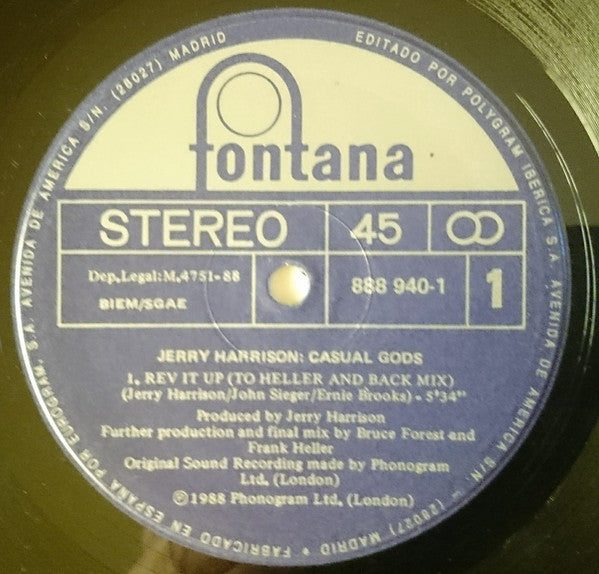 EDITADO POR POLYGRAM IBERICA S.A. AVENIDA DE AMERICA S/N. - (28027) MADRID • FABRICADO EN ESPAÑA POR EUROGRAM, S.A. AVENIDA DE AMERICA S/N. (28027) MADRID
fontana
STEREO 45
Dep.Legal:M.4751-88
BIEM/SGAE
888 940-1
1
JERRY HARRISON: CASUAL GODS
1. REV IT UP (TO HELLER AND BACK MIX)
(Jerry Harrison/John Sieger/Ernie Brooks) - 5'34"
Produced by Jerry Harrison
Further production and final mix by Bruce Forest and
Frank Heller
Original Sound Recording made by Phonogram
Ltd. (London)
℗1988 Phonogram Ltd. (London)